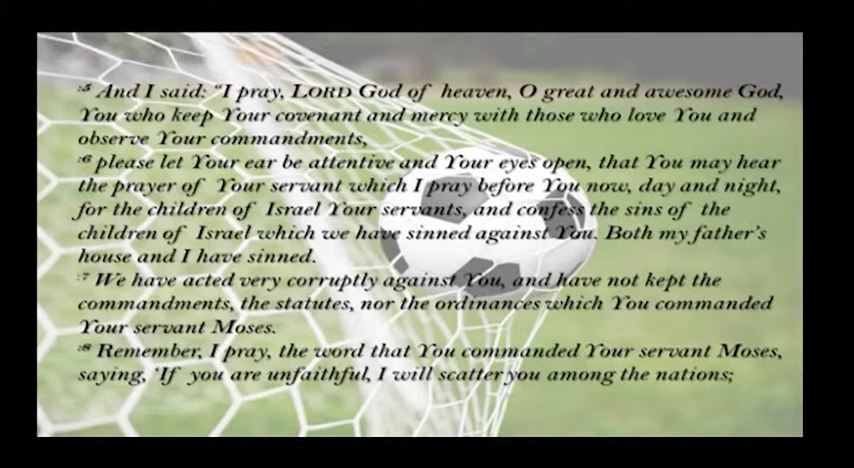 :5 And I said: "I pray, LORD God of heaven, O great and awesome God,
You who keep Your covenant and mercy with those who love You and
observe Your commandments,
:6 please let Your ear be attentive and Your eyes open, that You may hear
the prayer of Your servant which I pray before You now, day and night,
for the children of Israel Your servants, and confess the sins of the
children of Israel which we have sinned against You. Both my father's
house and I have sinned.
:7 We have acted very corruptly against You, and have not kept the
commandments, the statutes, nor the ordinances which You commanded
Your servant Moses.
:8 Remember, I pray, the word that You commanded Your servant Moses,
saying, 'If you are unfaithful, I will scatter you among the nations;